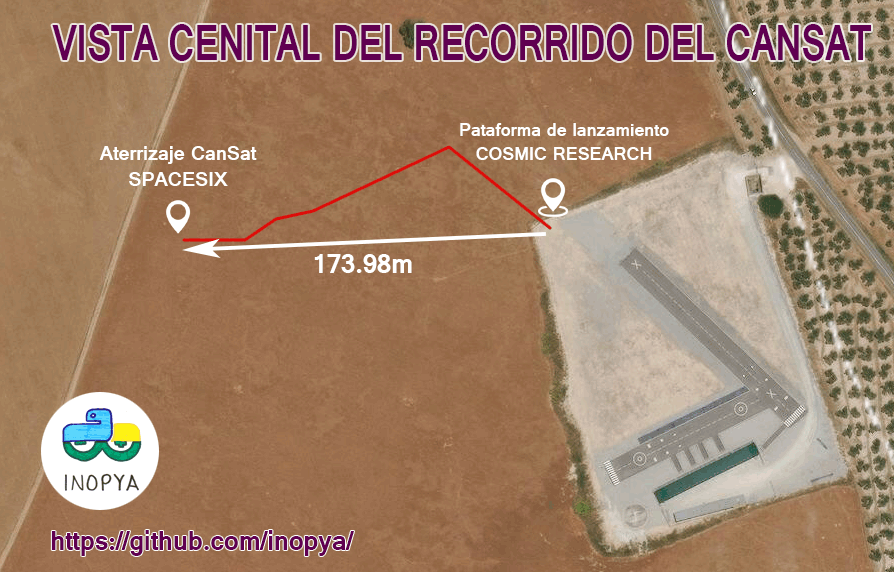 VISTA CENITAL DEL RECORRIDO DEL CANSAT
Pataforma de lanzamiento
COSMIC RESEARCH
Aterrizaje CanSat
SPACESIX
173.98m
INOPYA
https://github.com/inopya/